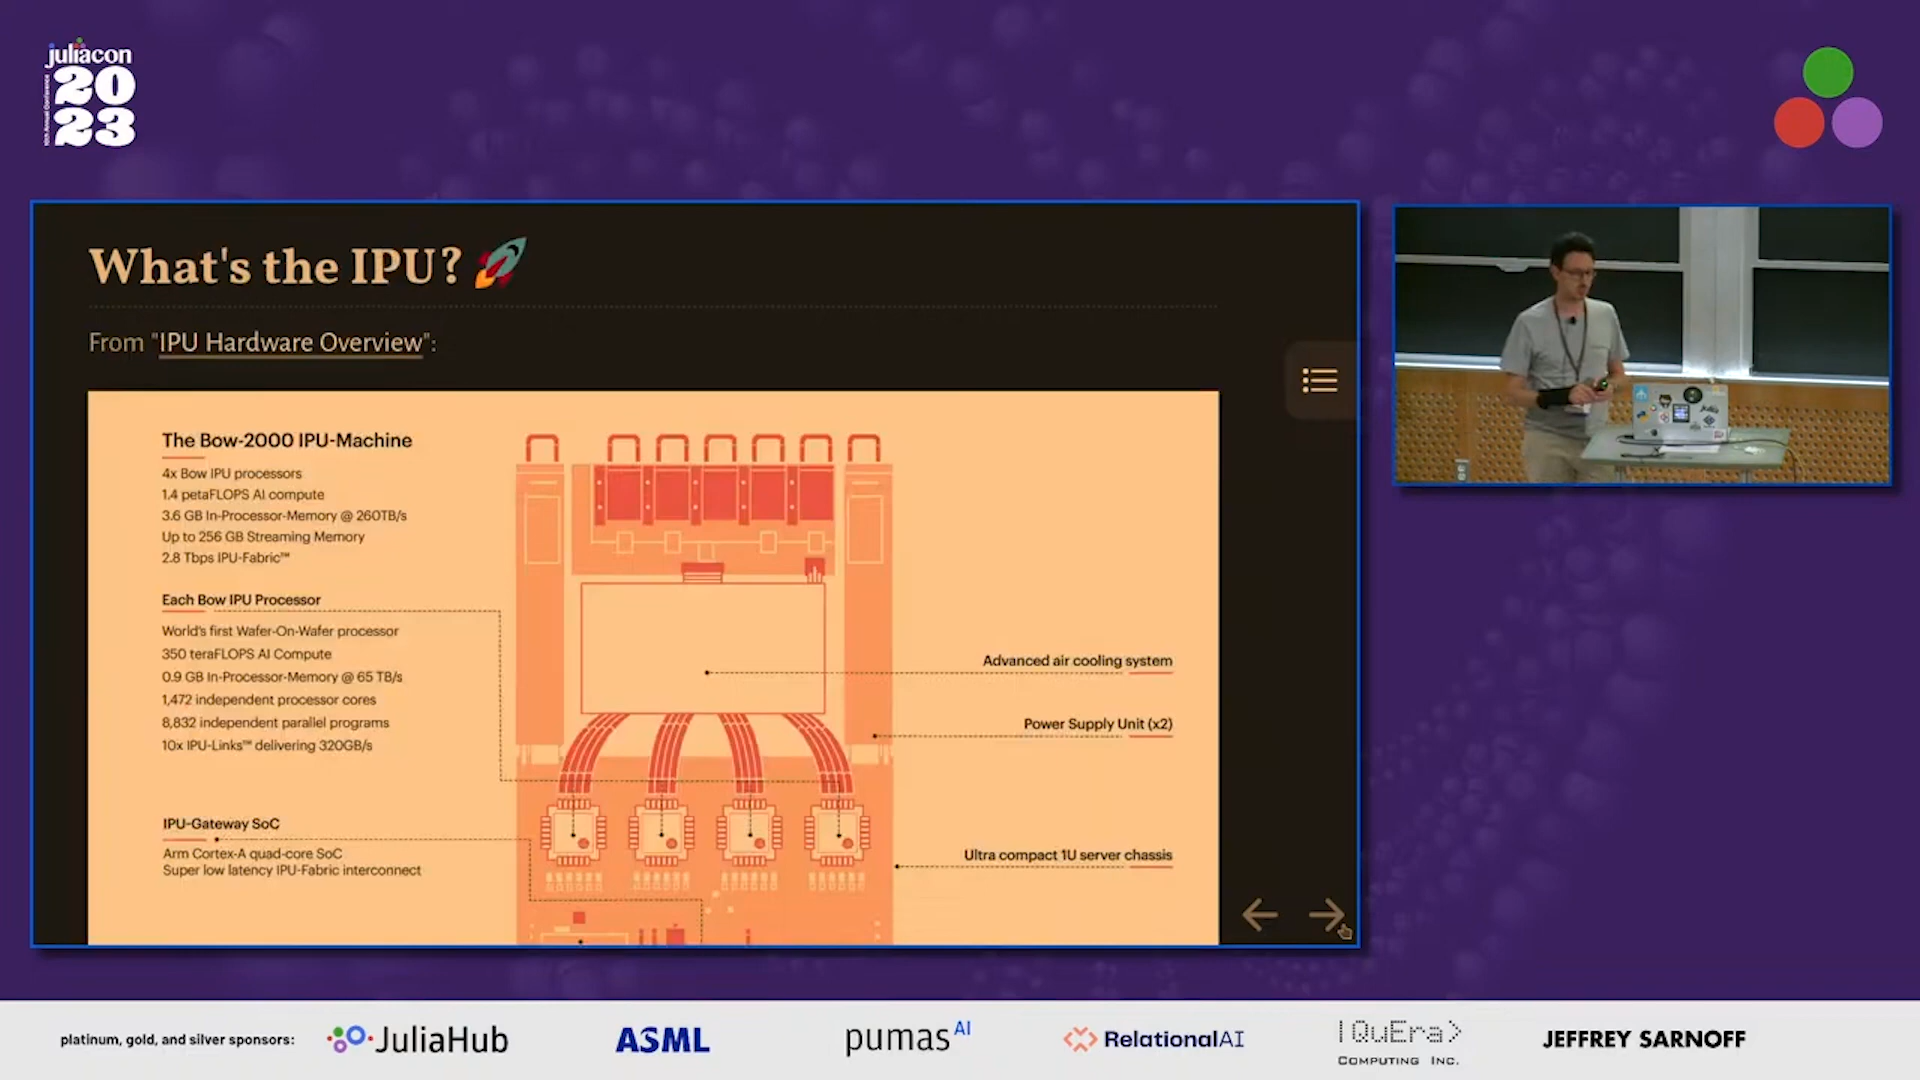 juliacon
20
23
10th Annual Conference
What's the IPU?
From "IPU Hardware Overview":
The Bow-2000 IPU-Machine
4x Bow IPU processors
1.4 petaFLOPS AI compute
3.6 GB In-Processor-Memory @ 260TB/s
Up to 256 GB Streaming Memory
2.8 Tbps IPU-Fabric™
Each Bow IPU Processor
World's first Wafer-On-Wafer processor
350 teraFLOPS AI Compute
0.9 GB In-Processor-Memory @ 65 TB/s
1,472 independent processor cores
8,832 independent parallel programs
10x IPU-Links™ delivering 320GB/s
IPU-Gateway SoC
Arm Cortex-A quad-core SoC
Super low latency IPU-Fabric interconnect
Advanced air cooling system
Power Supply Unit (x2)
Ultra compact 1U server chassis
platinum, gold, and silver sponsors:
JuliaHub
ASML
pumas AI
RelationalAI
|QuEra>
COMPUTING INC.
JEFFREY SARNOFF